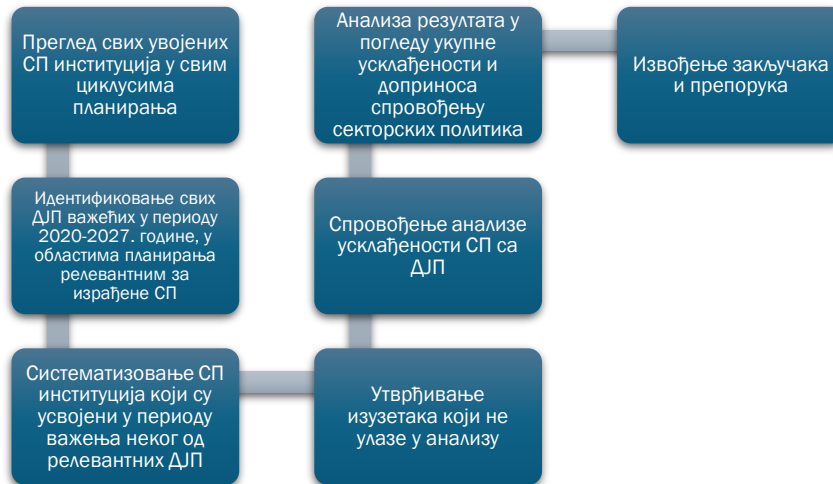 Преглед свих увојених
СП институција у свим
циклусима
планирања
Идентификовање свих
ДЈП важећих у периоду
2020-2027. године, у
областима планирања
релевантним за
израђене СП
Систематизовање СП
институција који су
усвојени у периоду
важења неког од
релевантних ДЈП
Утврђивање
изузетака који не
улазе у анализу
Спровођење анализе
усклађености СП са
ДЈП
Анализа резултата у
погледу укупне
усклађености и
доприноса
спровођењу
секторских политика
Извођење закључака
и препорука